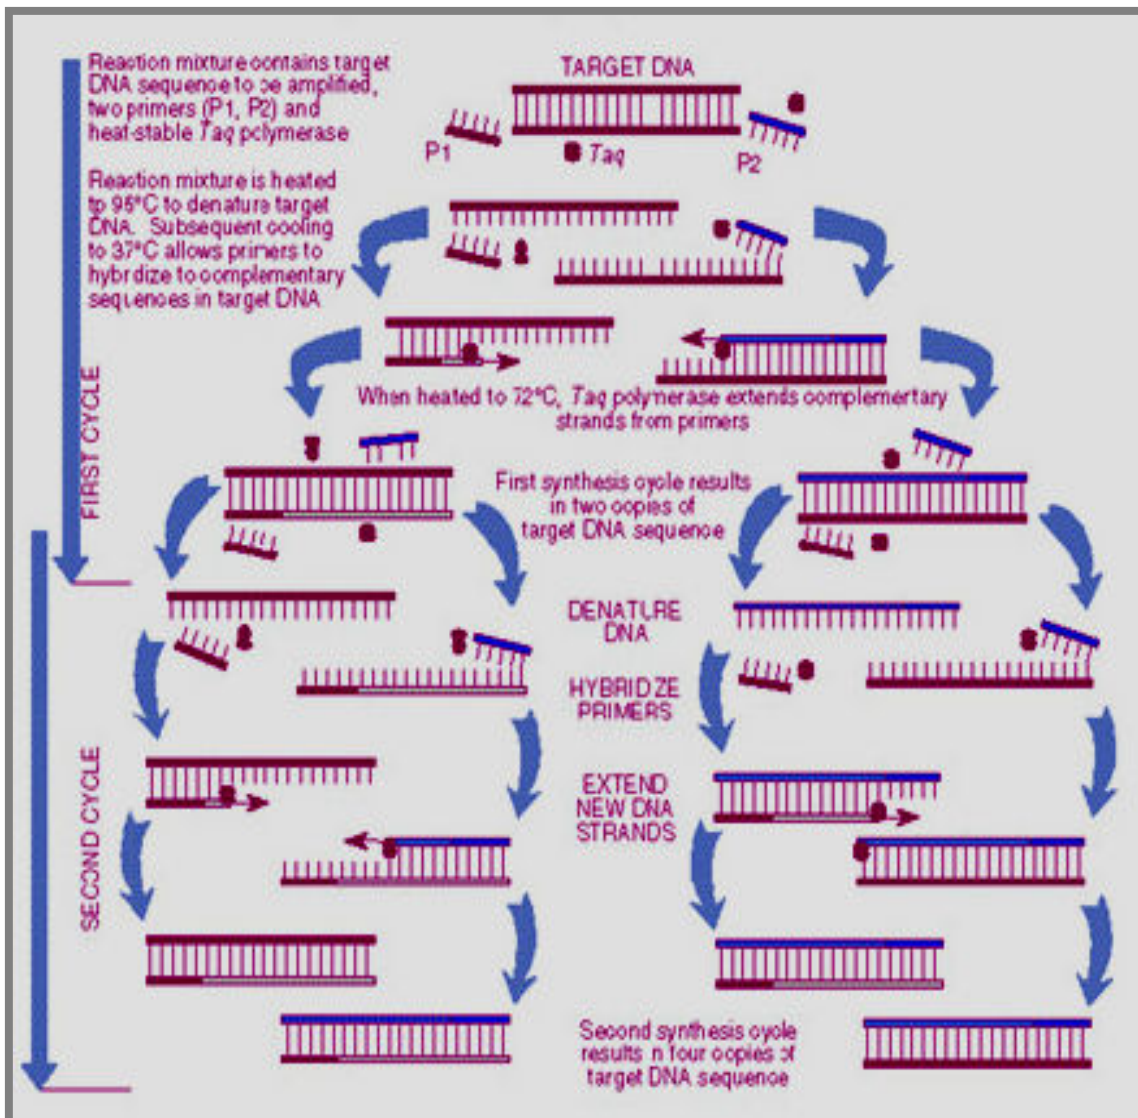 Reaction mixture contains target
DNA sequence to be amplified,
two primers (P1, P2) and
heat-stable Taq polymerase
TARGET DNA
P1
Taq
P2
Reaction mixture is heated
to 95°C to denature target
DNA. Subsequent cooling
to 37°C allows primers to
hybridize to complementary
sequences in target DNA
When heated to 72°C, Taq polymerase extends complementary
strands from primers
FIRST CYCLE
First synthesis cycle results
in two copies of
target DNA sequence
DENATURE
DNA
HYBRIDIZE
PRIMERS
SECOND CYCLE
EXTEND
NEW DNA
STRANDS
Second synthesis cycle
results in four copies of
target DNA sequence